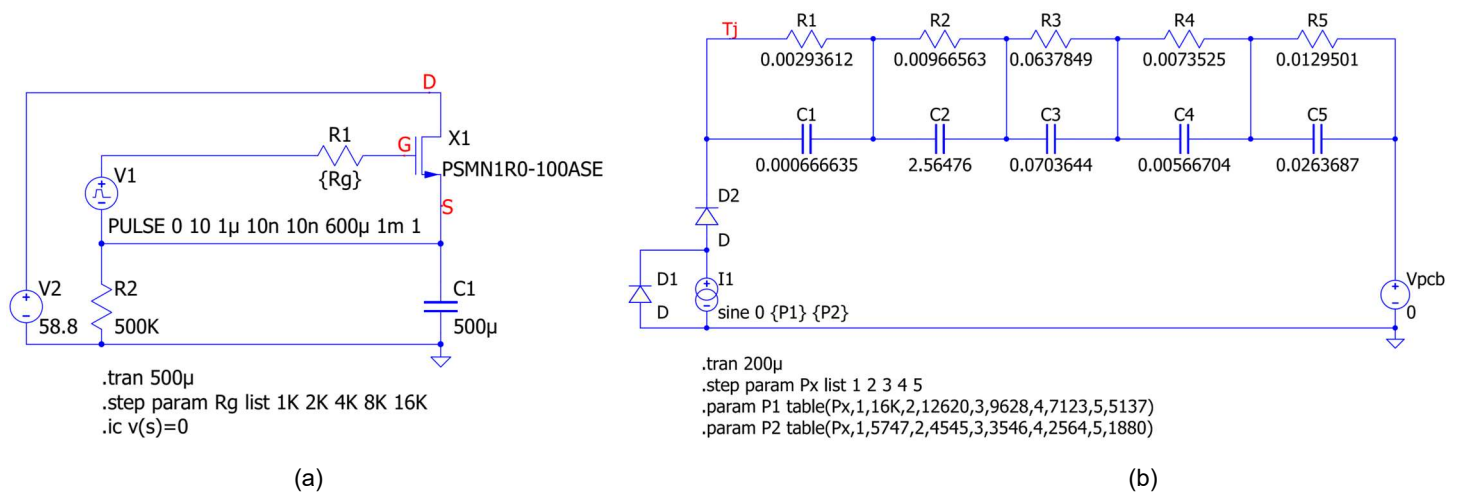 D
R1
G
X1
{Rg}
PSMN1R0-100ASE
V1
S
PULSE 0 10 1µ 10n 10n 600µ 1m 1
V2
R2
C1
58.8
500K
500µ
.tran 500µ
.step param Rg list 1K 2K 4K 8K 16K
.ic v(s)=0
(a)
Tj
R1
R2
R3
R4
R5
0.00293612
0.00966563
0.0637849
0.0073525
0.0129501
C1
C2
C3
C4
C5
0.000666635
2.56476
0.0703644
0.00566704
0.0263687
D2
D
D1
I1
Vpcb
D
sine 0 {P1} {P2}
0
.tran 200µ
.step param Px list 1 2 3 4 5
.param P1 table(Px,1,16K,2,12620,3,9628,4,7123,5,5137)
.param P2 table(Px,1,5747,2,4545,3,3546,4,2564,5,1880)
(b)